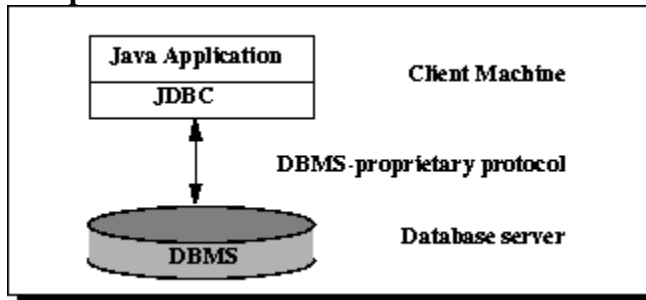 Java Application
Client Machine
JDBC
DBMS-proprietary protocol
Database server
DBMS